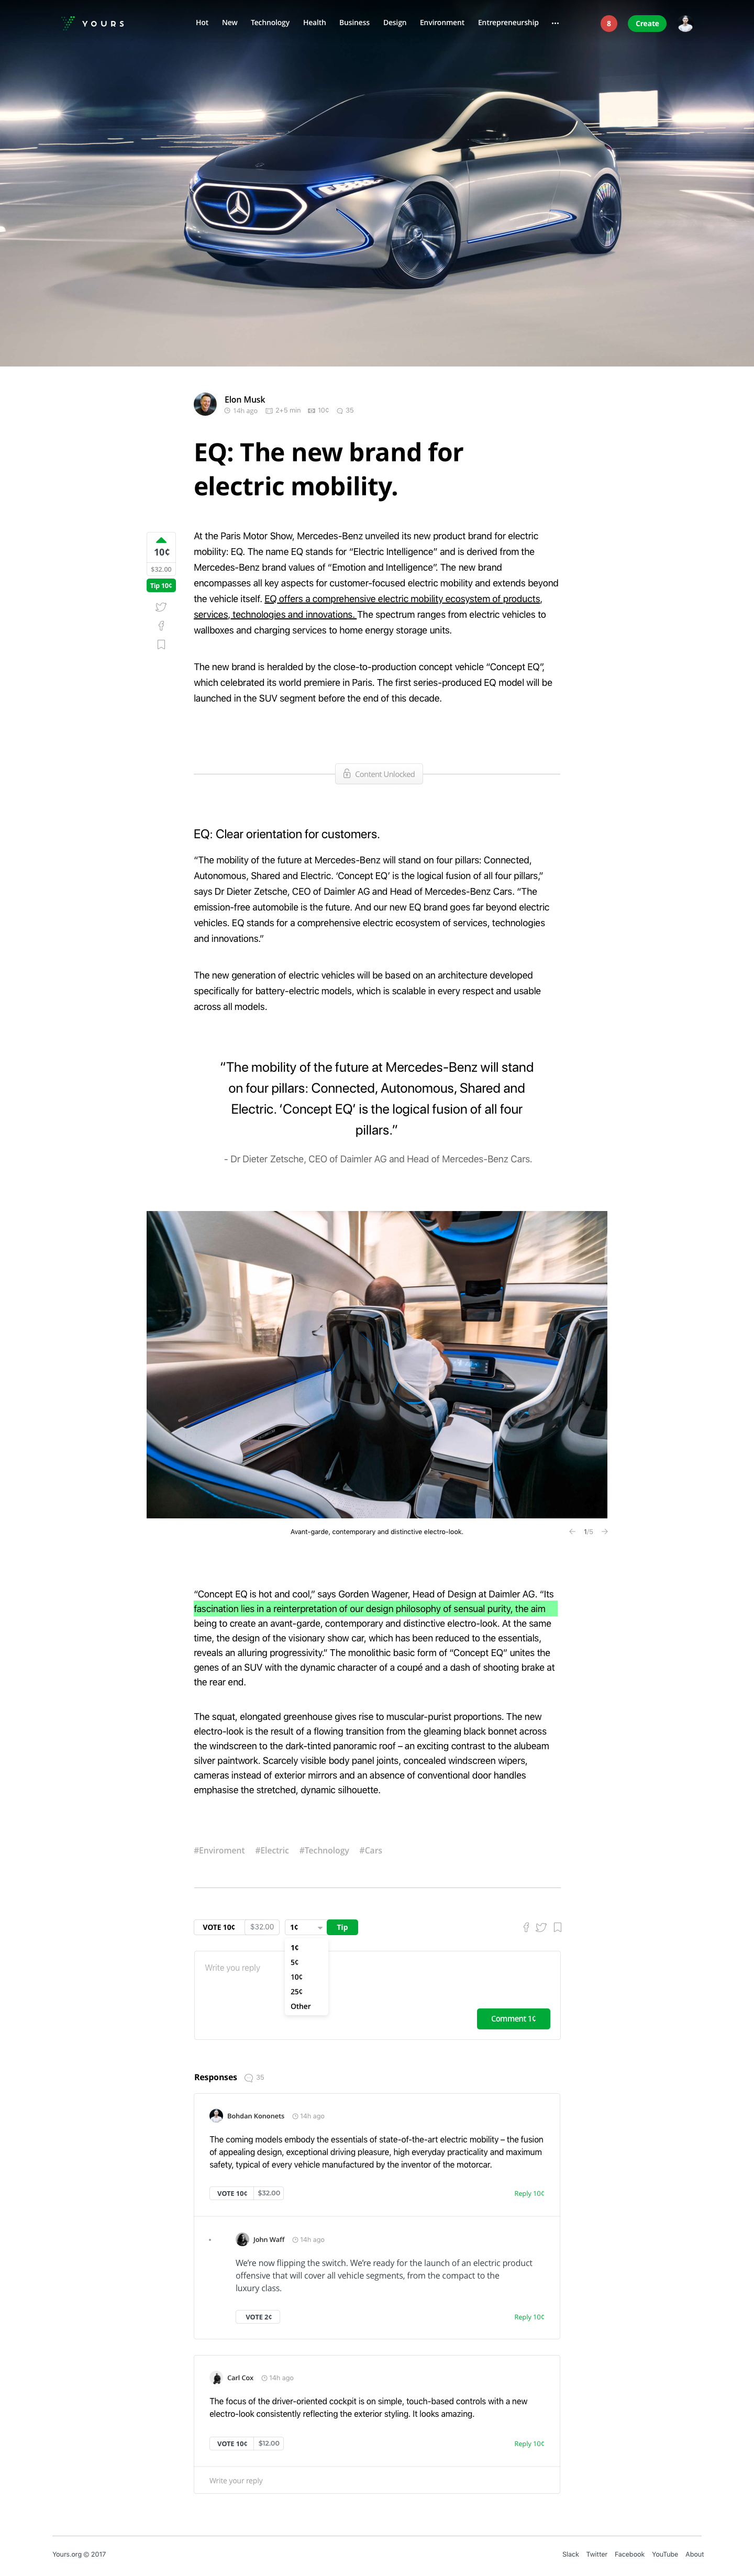 YOURS
Hot New Technology Health Business Design Environment Entrepreneurship ···
8
Create
Elon Musk
14h ago 2+5 min 10¢ 35
EQ: The new brand for
electric mobility.
10¢
$32.00
Tip 10¢
At the Paris Motor Show, Mercedes-Benz unveiled its new product brand for electric
mobility: EQ. The name EQ stands for “Electric Intelligence” and is derived from the
Mercedes-Benz brand values of “Emotion and Intelligence”. The new brand
encompasses all key aspects for customer-focused electric mobility and extends beyond
the vehicle itself. EQ offers a comprehensive electric mobility ecosystem of products,
services, technologies and innovations. The spectrum ranges from electric vehicles to
wallboxes and charging services to home energy storage units.
The new brand is heralded by the close-to-production concept vehicle “Concept EQ”,
which celebrated its world premiere in Paris. The first series-produced EQ model will be
launched in the SUV segment before the end of this decade.
Content Unlocked
EQ: Clear orientation for customers.
“The mobility of the future at Mercedes-Benz will stand on four pillars: Connected,
Autonomous, Shared and Electric. ‘Concept EQ’ is the logical fusion of all four pillars,”
says Dr Dieter Zetsche, CEO of Daimler AG and Head of Mercedes-Benz Cars. “The
emission-free automobile is the future. And our new EQ brand goes far beyond electric
vehicles. EQ stands for a comprehensive electric ecosystem of services, technologies
and innovations.”
The new generation of electric vehicles will be based on an architecture developed
specifically for battery-electric models, which is scalable in every respect and usable
across all models.
“The mobility of the future at Mercedes-Benz will stand
on four pillars: Connected, Autonomous, Shared and
Electric. ‘Concept EQ’ is the logical fusion of all four
pillars.”
- Dr Dieter Zetsche, CEO of Daimler AG and Head of Mercedes-Benz Cars.
Avant-garde, contemporary and distinctive electro-look.
1/5
“Concept EQ is hot and cool,” says Gorden Wagener, Head of Design at Daimler AG. “Its
fascination lies in a reinterpretation of our design philosophy of sensual purity, the aim
being to create an avant-garde, contemporary and distinctive electro-look. At the same
time, the design of the visionary show car, which has been reduced to the essentials,
reveals an alluring progressivity.” The monolithic basic form of “Concept EQ” unites the
genes of an SUV with the dynamic character of a coupé and a dash of shooting brake at
the rear end.
The squat, elongated greenhouse gives rise to muscular-purist proportions. The new
electro-look is the result of a flowing transition from the gleaming black bonnet across
the windscreen to the dark-tinted panoramic roof – an exciting contrast to the alubeam
silver paintwork. Scarcely visible body panel joints, concealed windscreen wipers,
cameras instead of exterior mirrors and an absence of conventional door handles
emphasise the stretched, dynamic silhouette.
#Enviroment #Electric #Technology #Cars
VOTE 10¢ $32.00 1¢ Tip
1¢
5¢
10¢
25¢
Other
Write you reply
Comment 1¢
Responses 35
Bohdan Kononets 14h ago
The coming models embody the essentials of state-of-the-art electric mobility – the fusion
of appealing design, exceptional driving pleasure, high everyday practicality and maximum
safety, typical of every vehicle manufactured by the inventor of the motorcar.
VOTE 10¢ $32.00 Reply 10¢
John Waff 14h ago
We’re now flipping the switch. We’re ready for the launch of an electric product
offensive that will cover all vehicle segments, from the compact to the
luxury class.
VOTE 2¢ Reply 10¢
Carl Cox 14h ago
The focus of the driver-oriented cockpit is on simple, touch-based controls with a new
electro-look consistently reflecting the exterior styling. It looks amazing.
VOTE 10¢ $12.00 Reply 10¢
Write your reply
Yours.org © 2017
Slack Twitter Facebook YouTube About